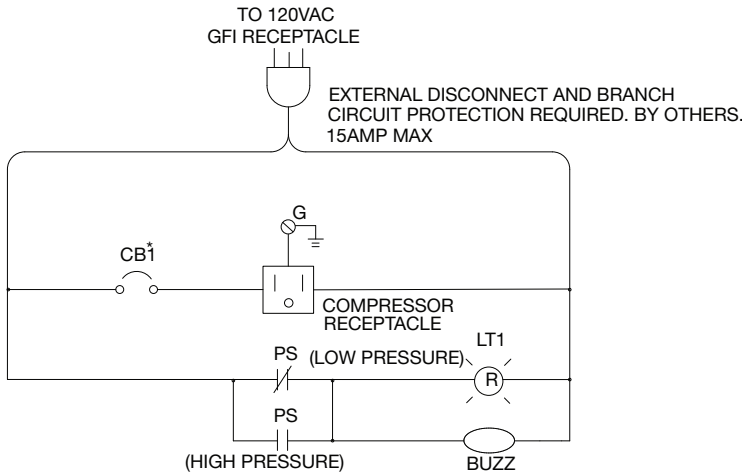 TO 120VAC
GFI RECEPTACLE
EXTERNAL DISCONNECT AND BRANCH
CIRCUIT PROTECTION REQUIRED. BY OTHERS.
15AMP MAX
G
CB1*
COMPRESSOR
RECEPTACLE
LT1
PS (LOW PRESSURE)
R
PS
(HIGH PRESSURE)
BUZZ